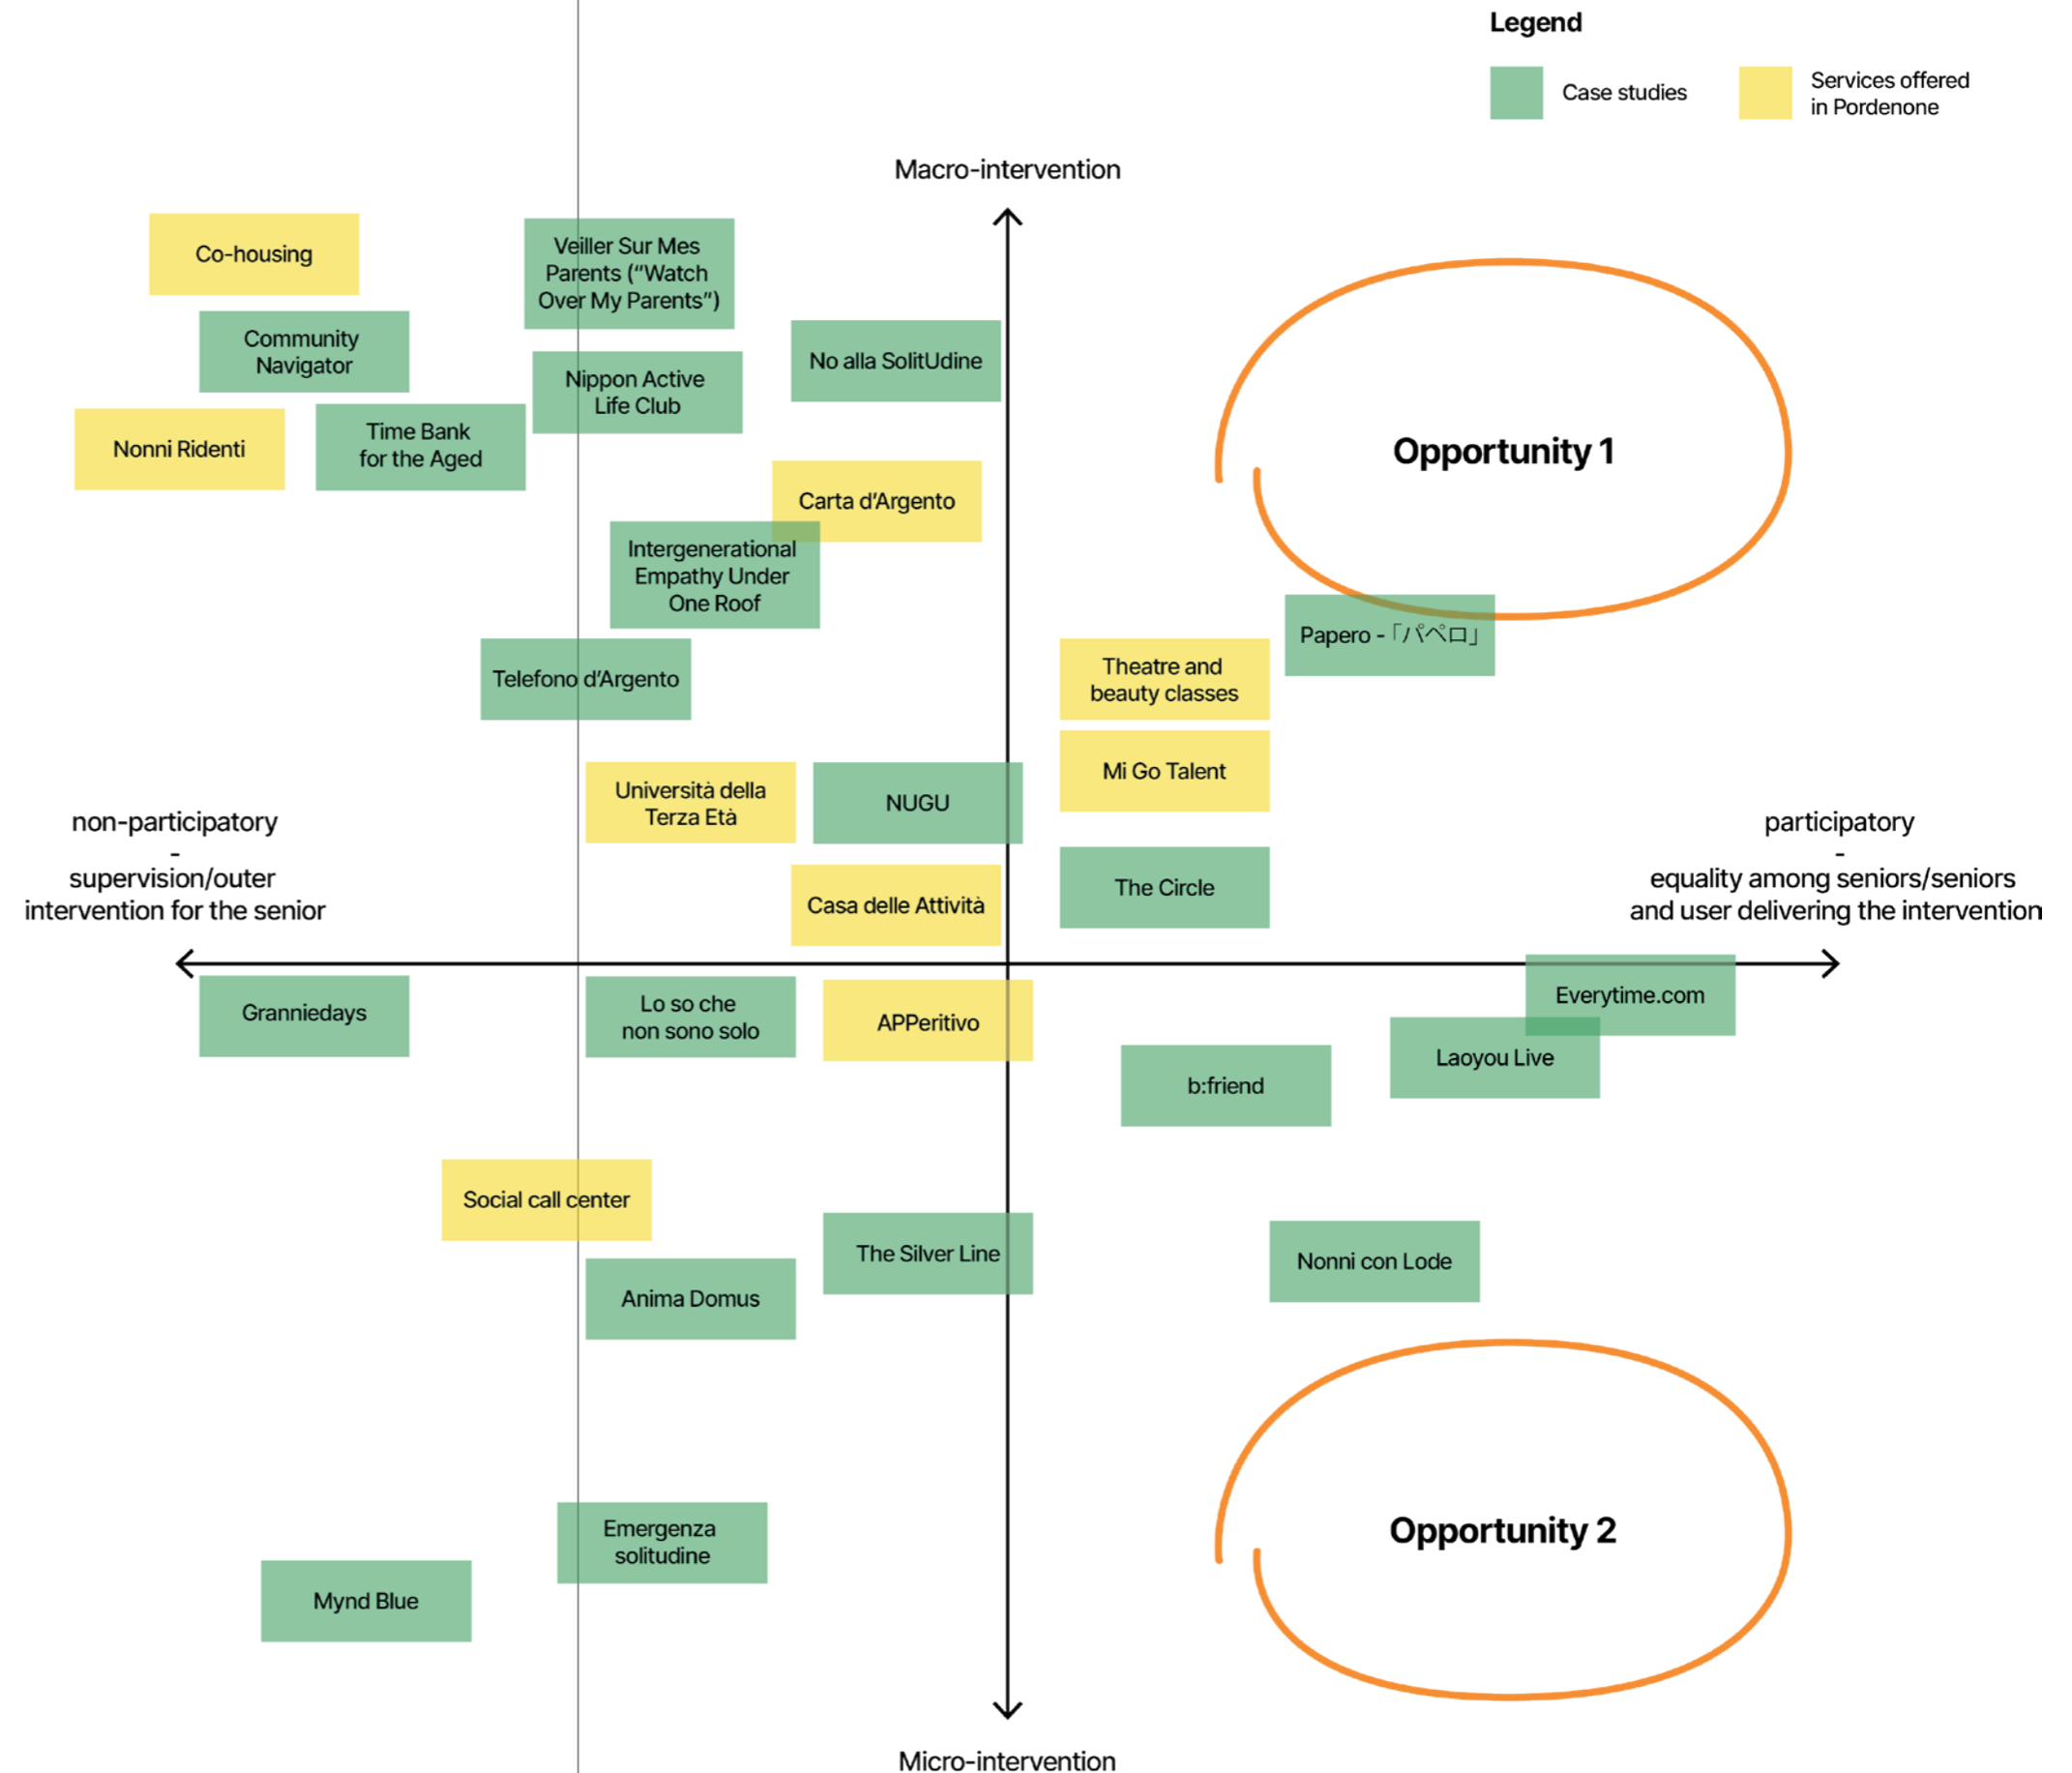 Legend
Case studies
Services offered
in Pordenone
Macro-intervention
Co-housing
Veiller Sur Mes
Parents (“Watch
Over My Parents”)
Community
Navigator
No alla SolitUdine
Nippon Active
Life Club
Nonni Ridenti
Time Bank
for the Aged
Opportunity 1
Carta d’Argento
Intergenerational
Empathy Under
One Roof
Papero -「パペロ」
Telefono d’Argento
Theatre and
beauty classes
Mi Go Talent
Università della
Terza Età
NUGU
non-participatory
-
supervision/outer
intervention for the senior
participatory
-
equality among seniors/seniors
and user delivering the intervention
The Circle
Casa delle Attività
Granniedays
Lo so che
non sono solo
APPeritivo
Everytime.com
Laoyou Live
b:friend
Social call center
The Silver Line
Nonni con Lode
Anima Domus
Emergenza
solitudine
Opportunity 2
Mynd Blue
Micro-intervention